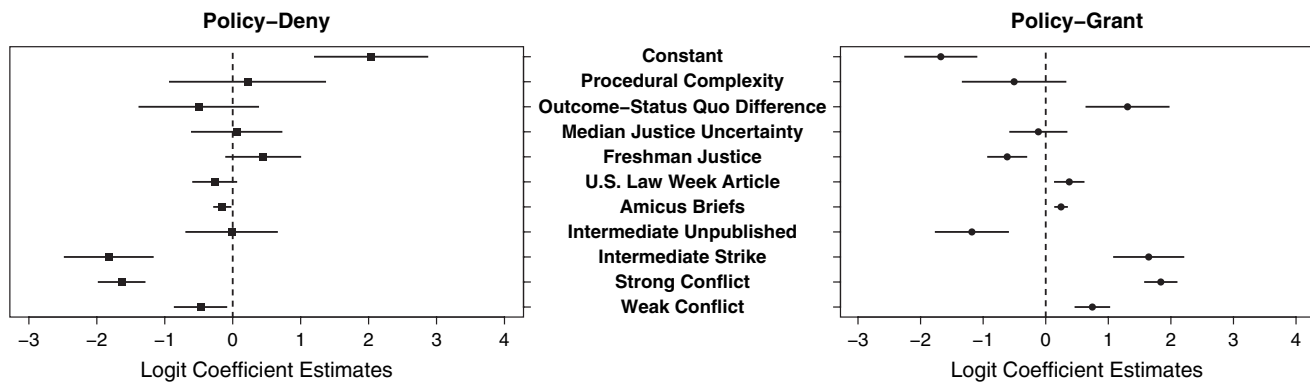 Policy−Deny
Policy−Grant
Constant
Procedural Complexity
Outcome−Status Quo Difference
Median Justice Uncertainty
Freshman Justice
U.S. Law Week Article
Amicus Briefs
Intermediate Unpublished
Intermediate Strike
Strong Conflict
Weak Conflict
−3 −2 −1 0 1 2 3 4
−3 −2 −1 0 1 2 3 4
Logit Coefficient Estimates
Logit Coefficient Estimates